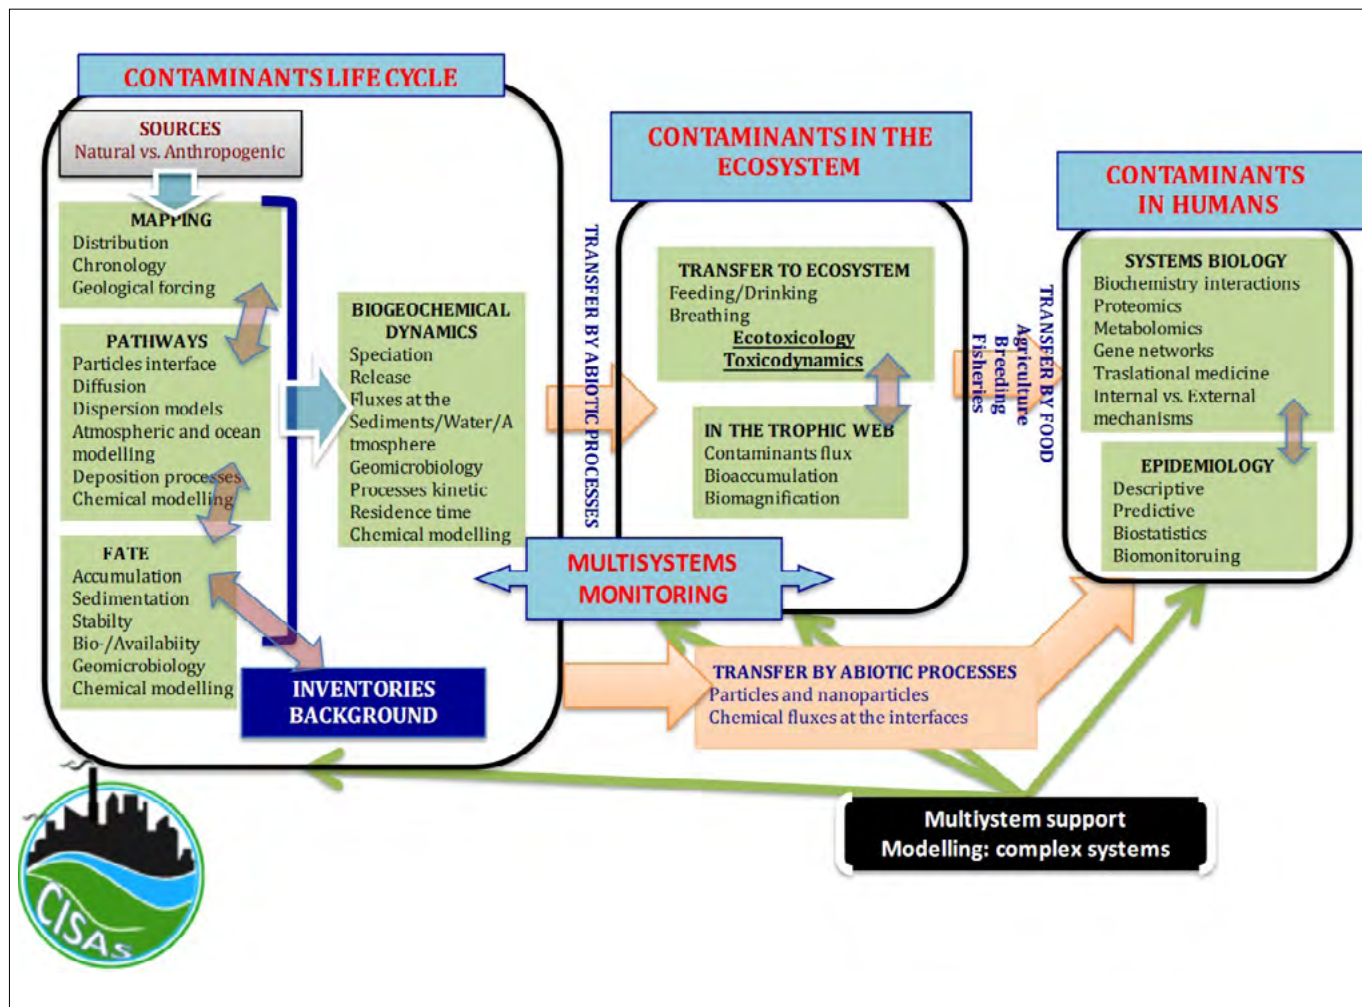 CONTAMINANTS LIFE CYCLE
SOURCES
Natural vs. Anthropogenic
MAPPING
Distribution
Chronology
Geological forcing
PATHWAYS
Particles interface
Diffusion
Dispersion models
Atmospheric and ocean
modelling
Deposition processes
Chemical modelling
FATE
Accumulation
Sedimentation
Stabilty
Bio-/Availabiity
Geomicrobiology
Chemical modelling
BIOGEOCHEMICAL
DYNAMICS
Speciation
Release
Fluxes at the
Sediments/Water/A
tmosphere
Geomicrobiology
Processes kinetic
Residence time
Chemical modelling
INVENTORIES
BACKGROUND
TRANSFER BY ABIOTIC PROCESSES
CONTAMINANTS IN THE
ECOSYSTEM
TRANSFER TO ECOSYSTEM
Feeding/Drinking
Breathing
Ecotoxicology
Toxicodynamics
IN THE TROPHIC WEB
Contaminants flux
Bioaccumulation
Biomagnification
MULTISYSTEMS
MONITORING
TRANSFER BY FOOD
Agriculture
Breeding
Fisheries
CONTAMINANTS
IN HUMANS
SYSTEMS BIOLOGY
Biochemistry interactions
Proteomics
Metabolomics
Gene networks
Traslational medicine
Internal vs. External
mechanisms
EPIDEMIOLOGY
Descriptive
Predictive
Biostatistics
Biomonitoruing
TRANSFER BY ABIOTIC PROCESSES
Particles and nanoparticles
Chemical fluxes at the interfaces
Multiystem support
Modelling: complex systems
CISAS